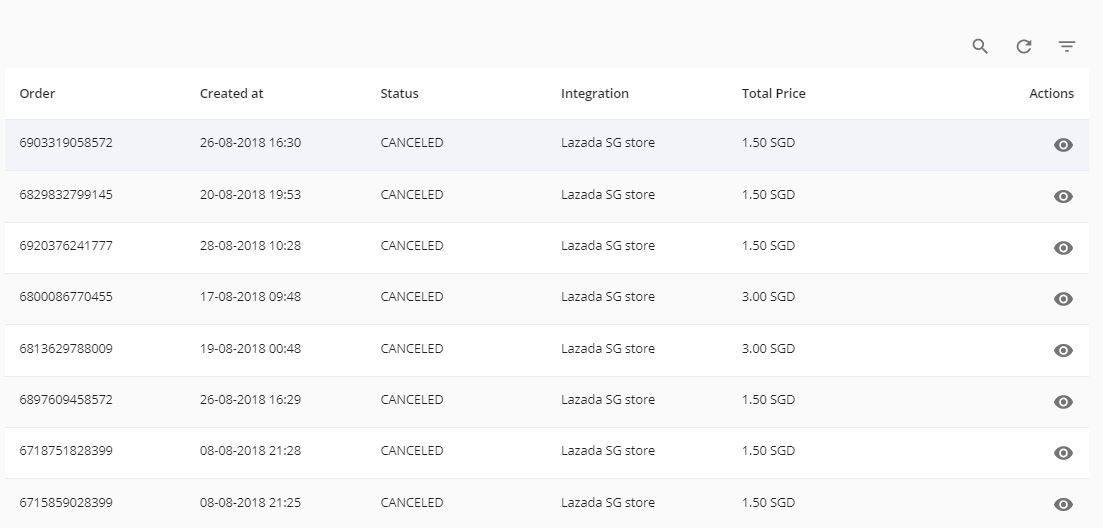 Order Created at Status Integration Total Price Actions
6903319058572 26-08-2018 16:30 CANCELED Lazada SG store 1.50 SGD
6829832799145 20-08-2018 19:53 CANCELED Lazada SG store 1.50 SGD
6920376241777 28-08-2018 10:28 CANCELED Lazada SG store 1.50 SGD
6800086770455 17-08-2018 09:48 CANCELED Lazada SG store 3.00 SGD
6813629788009 19-08-2018 00:48 CANCELED Lazada SG store 3.00 SGD
6897609458572 26-08-2018 16:29 CANCELED Lazada SG store 1.50 SGD
6718751828399 08-08-2018 21:28 CANCELED Lazada SG store 1.50 SGD
6715859028399 08-08-2018 21:25 CANCELED Lazada SG store 1.50 SGD